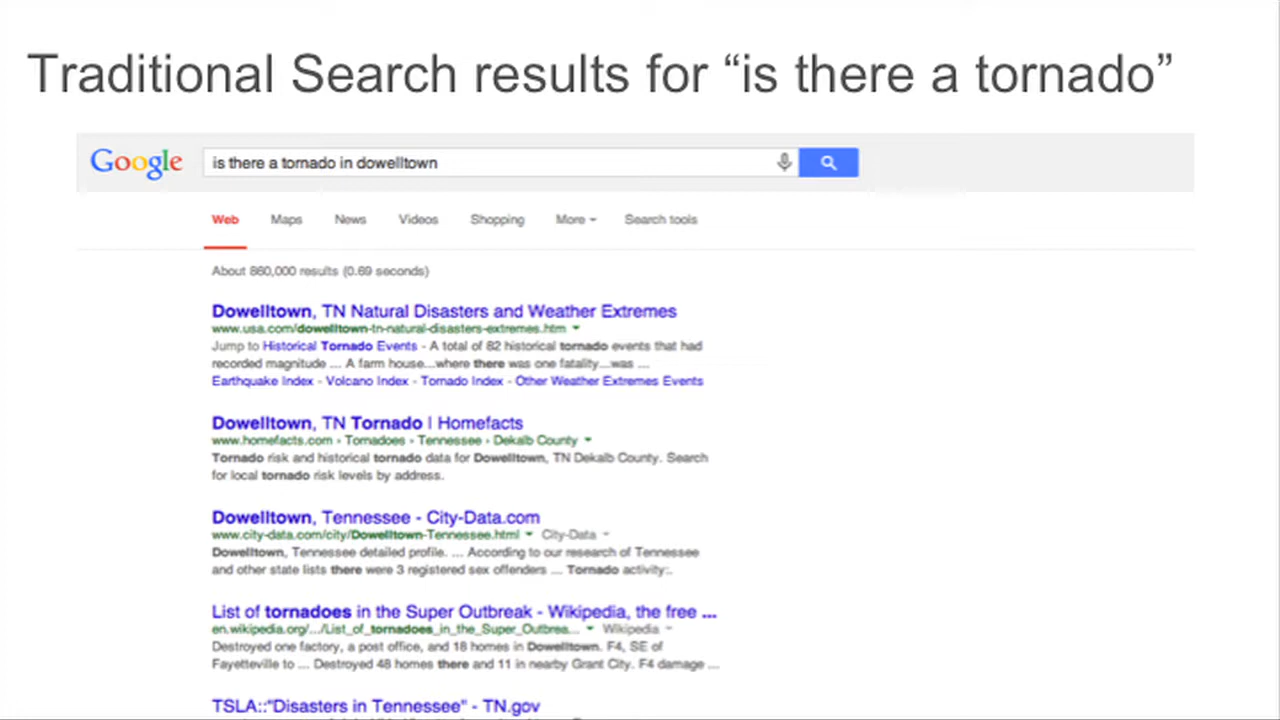 Traditional Search results for “is there a tornado”
Google is there a tornado in dowelltown
Web Maps News Videos Shopping More Search tools
About 860,000 results (0.69 seconds)
Dowelltown, TN Natural Disasters and Weather Extremes
www.usa.com/dowelltown-tn-natural-disasters-extremes.htm
Jump to Historical Tornado Events - A total of 82 historical tornado events that had
recorded magnitude ... A farm house...where there was one fatality...was ...
Earthquake Index - Volcano Index - Tornado Index - Other Weather Extremes Events
Dowelltown, TN Tornado | Homefacts
www.homefacts.com › Tornadoes › Tennessee › Dekalb County
Tornado risk and historical tornado data for Dowelltown, TN Dekalb County. Search
for local tornado risk levels by address.
Dowelltown, Tennessee - City-Data.com
www.city-data.com/city/Dowelltown-Tennessee.html City-Data
Dowelltown, Tennessee detailed profile. ... According to our research of Tennessee
and other state lists there were 3 registered sex offenders ... Tornado activity:.
List of tornadoes in the Super Outbreak - Wikipedia, the free ...
en.wikipedia.org/.../List_of_tornadoes_in_the_Super_Outbrea... Wikipedia
Destroyed one factory, a post office, and 18 homes in Dowelltown. F4, SE of
Fayetteville to ... Destroyed 48 homes there and 11 in nearby Grant City. F4 damage ...
TSLA::"Disasters in Tennessee" - TN.gov